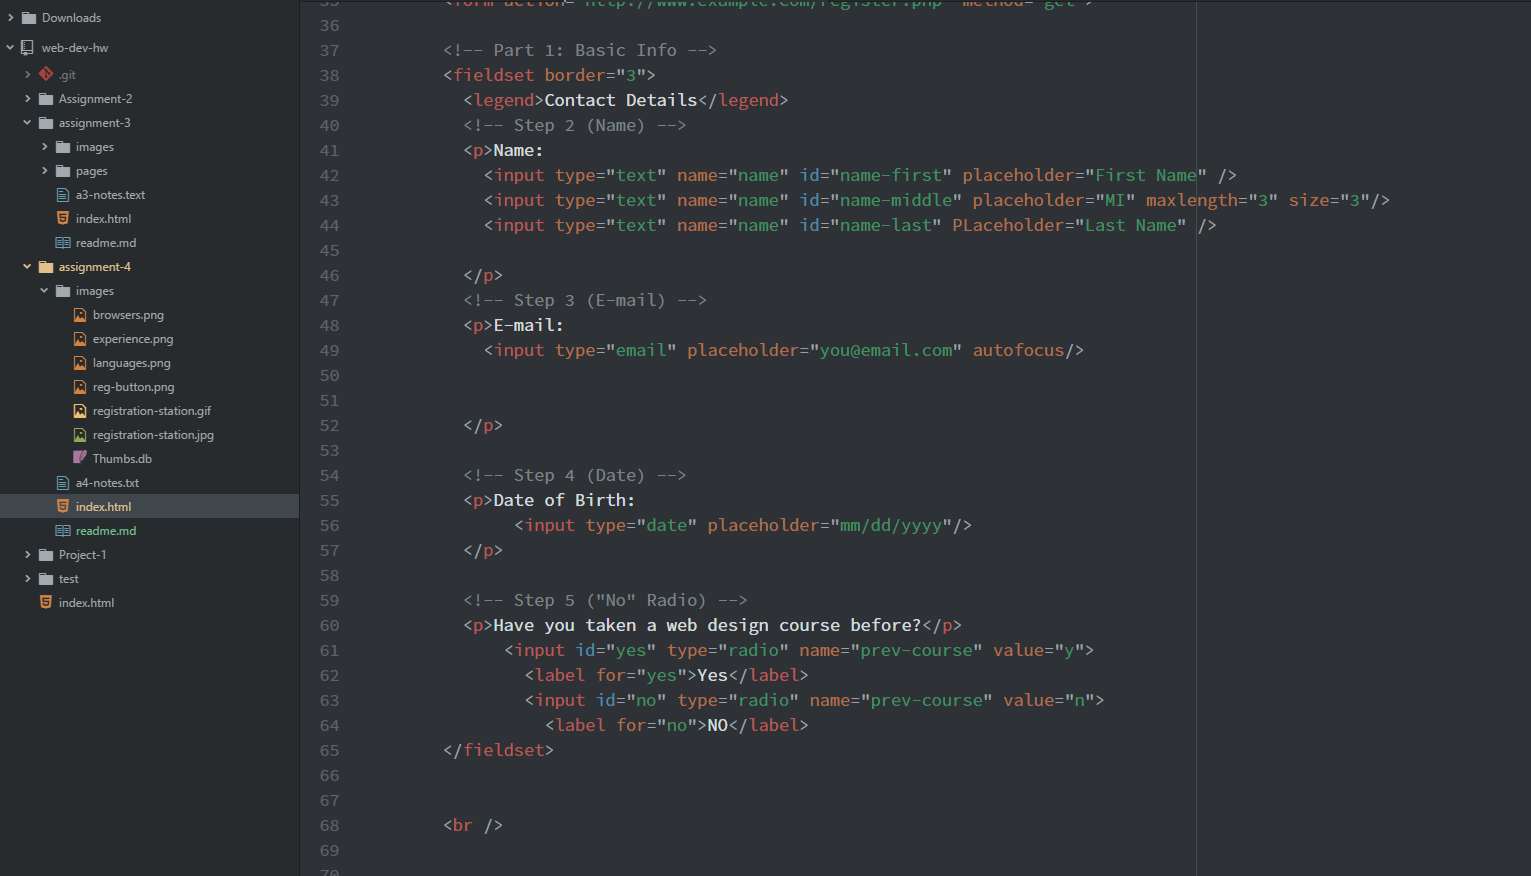 Downloads
web-dev-hw
.git
Assignment-2
assignment-3
images
pages
a3-notes.text
index.html
readme.md
assignment-4
images
browsers.png
experience.png
languages.png
reg-button.png
registration-station.gif
registration-station.jpg
Thumbs.db
a4-notes.txt
index.html
readme.md
Project-1
test
index.html
35 <form action="http://www.example.com/register.php" method="get">
36
37 <!-- Part 1: Basic Info -->
38 <fieldset border="3">
39 <legend>Contact Details</legend>
40 <!-- Step 2 (Name) -->
41 <p>Name:
42 <input type="text" name="name" id="name-first" placeholder="First Name" />
43 <input type="text" name="name" id="name-middle" placeholder="MI" maxlength="3" size="3"/>
44 <input type="text" name="name" id="name-last" PLaceholder="Last Name" />
45
46 </p>
47 <!-- Step 3 (E-mail) -->
48 <p>E-mail:
49 <input type="email" placeholder="you@email.com" autofocus/>
50
51
52 </p>
53
54 <!-- Step 4 (Date) -->
55 <p>Date of Birth:
56 <input type="date" placeholder="mm/dd/yyyy"/>
57 </p>
58
59 <!-- Step 5 ("No" Radio) -->
60 <p>Have you taken a web design course before?</p>
61 <input id="yes" type="radio" name="prev-course" value="y">
62 <label for="yes">Yes</label>
63 <input id="no" type="radio" name="prev-course" value="n">
64 <label for="no">NO</label>
65 </fieldset>
66
67
68 <br />
69
70